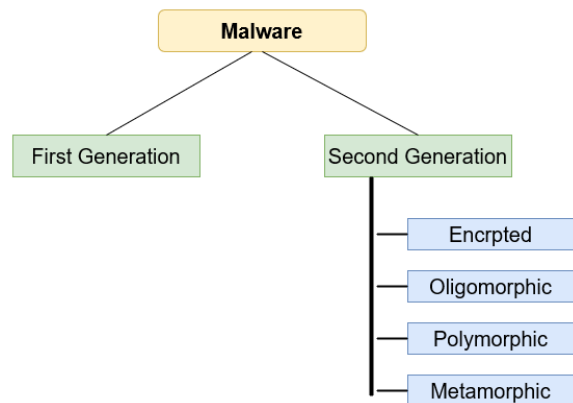 Malware
First Generation
Second Generation
Encrpted
Oligomorphic
Polymorphic
Metamorphic